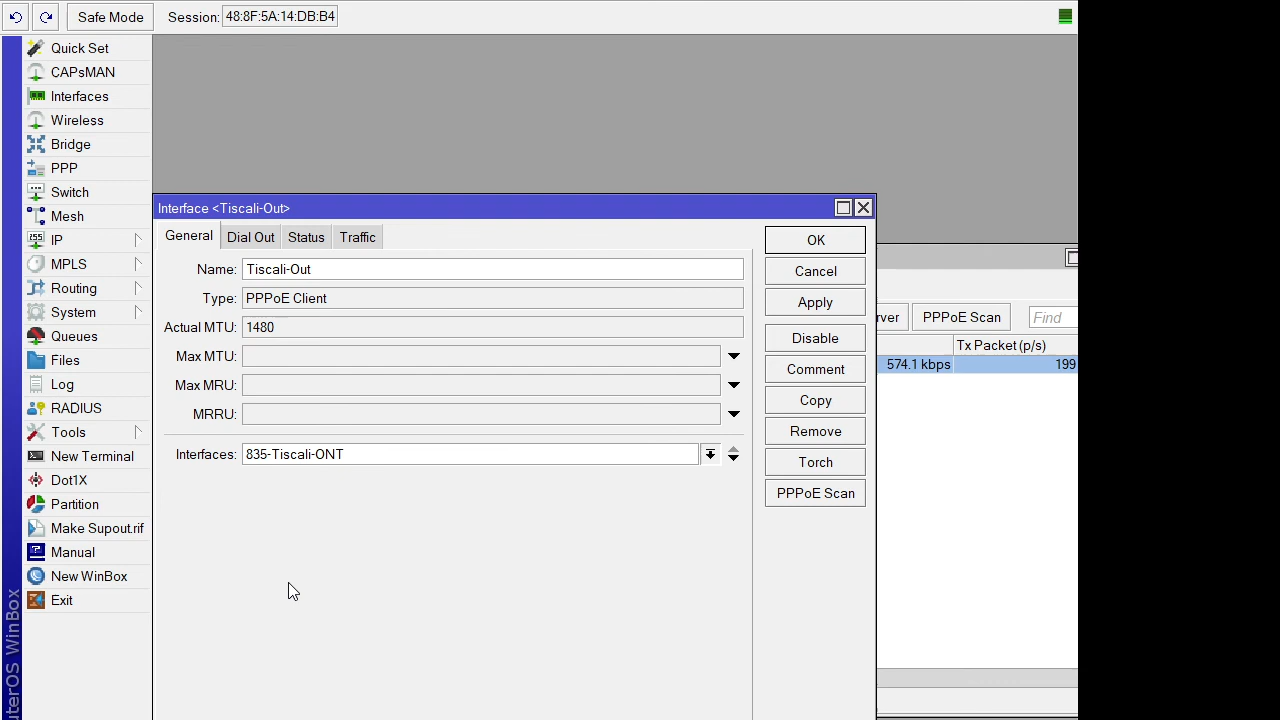 Safe Mode Session: 48:8F:5A:14:DB:B4
Quick Set
CAPsMAN
Interfaces
Wireless
Bridge
PPP
Switch
Mesh
IP
MPLS
Routing
System
Queues
Files
Log
RADIUS
Tools
New Terminal
Dot1X
Partition
Make Supout.rif
Manual
New WinBox
Exit
uterOS WinBox
Interface <Tiscali-Out>
General Dial Out Status Traffic
Name: Tiscali-Out
Type: PPPoE Client
Actual MTU: 1480
Max MTU:
Max MRU:
MRRU:
Interfaces: 835-Tiscali-ONT
OK
Cancel
Apply
Disable
Comment
Copy
Remove
Torch
PPPoE Scan
rver PPPoE Scan Find
Tx Packet (p/s)
574.1 kbps 199